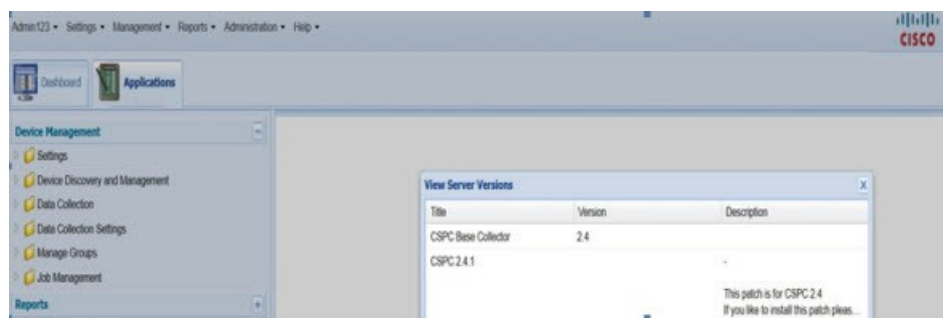 Admin123 Settings Management Reports Administration Help
CISCO
Dashboard Applications
Device Management
Settings
Device Discovery and Management
Data Collection
Data Collection Settings
Manage Groups
Job Management
Reports
View Server Versions X
Title Version Description
CSPC Base Collector 2.4
CSPC 2.4.1 -
This patch is for CSPC 2.4
If you like to install this patch pleas...